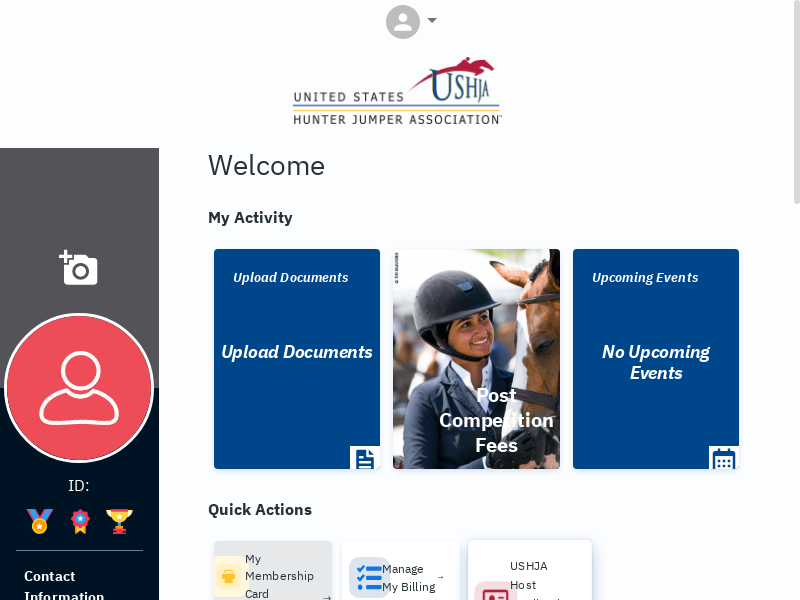 USHJA
UNITED STATES
HUNTER JUMPER ASSOCIATION
Welcome
My Activity
Upload Documents
Upload Documents
Post
Competition
Fees
Upcoming Events
No Upcoming
Events
ID:
Contact
Information
Quick Actions
My
Membership
Card
→
Manage
My Billing →
USHJA
Host